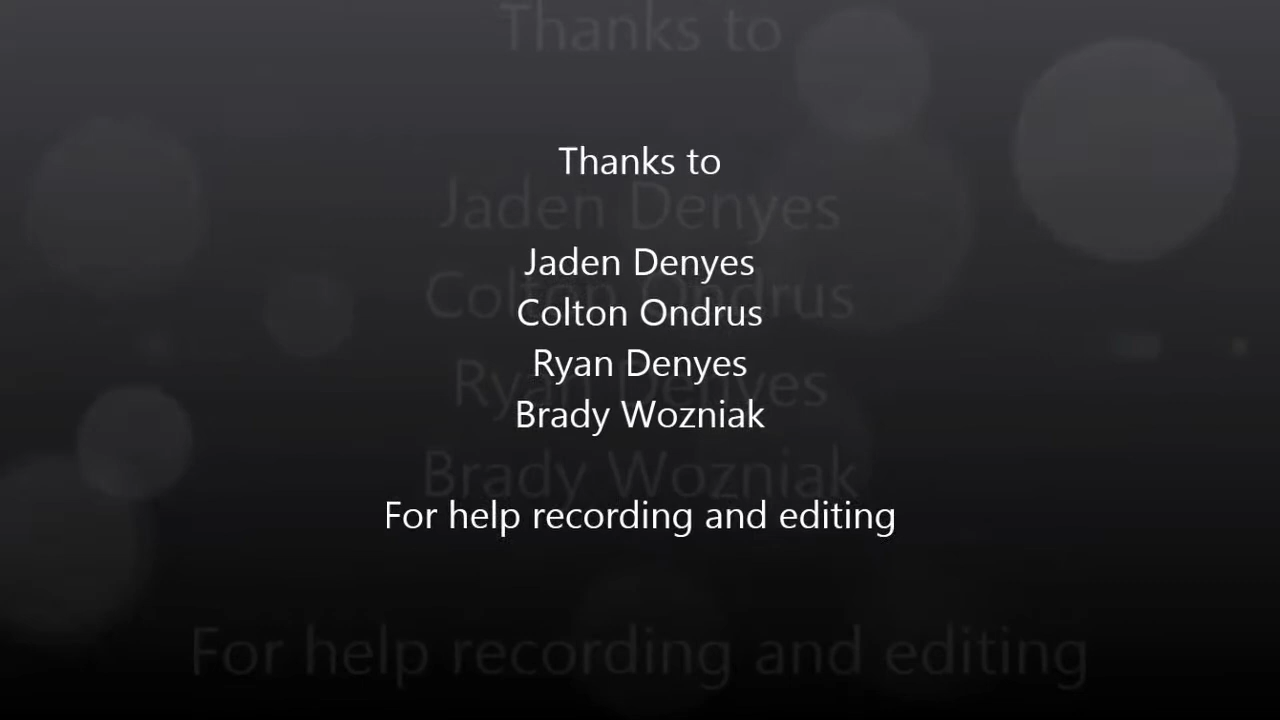 Thanks to
Jaden Denyes
Colton Ondrus
Ryan Denyes
Brady Wozniak
For help recording and editing